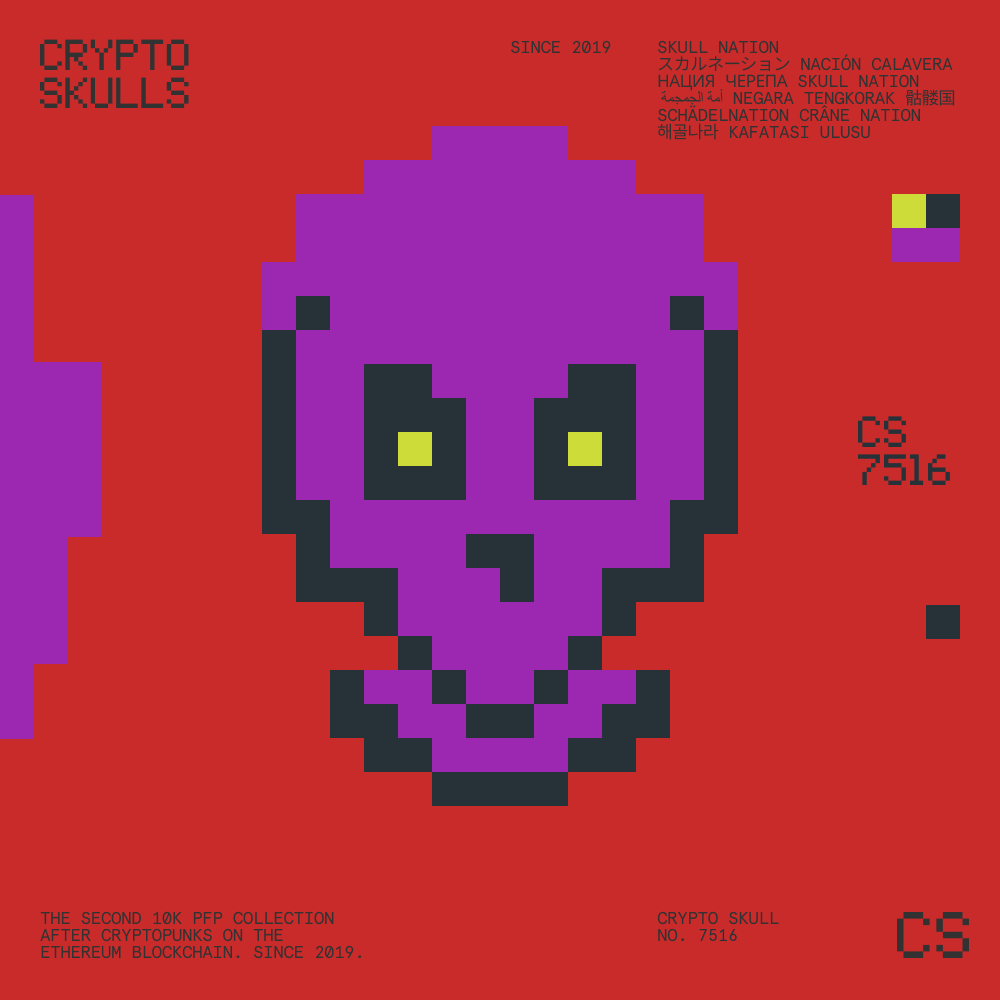 CRYPTO
SKULLS
SINCE 2019
SKULL NATION
スカルネーション NACIÓN CALAVERA
НАЦИЯ ЧЕРЕПА SKULL NATION
أمة الجمجمة NEGARA TENGKORAK 骷髅国
SCHÄDELNATION CRÂNE NATION
해골나라 KAFATASI ULUSU
CS
7516
THE SECOND 10K PFP COLLECTION
AFTER CRYPTOPUNKS ON THE
ETHEREUM BLOCKCHAIN. SINCE 2019.
CRYPTO SKULL
NO. 7516
CS